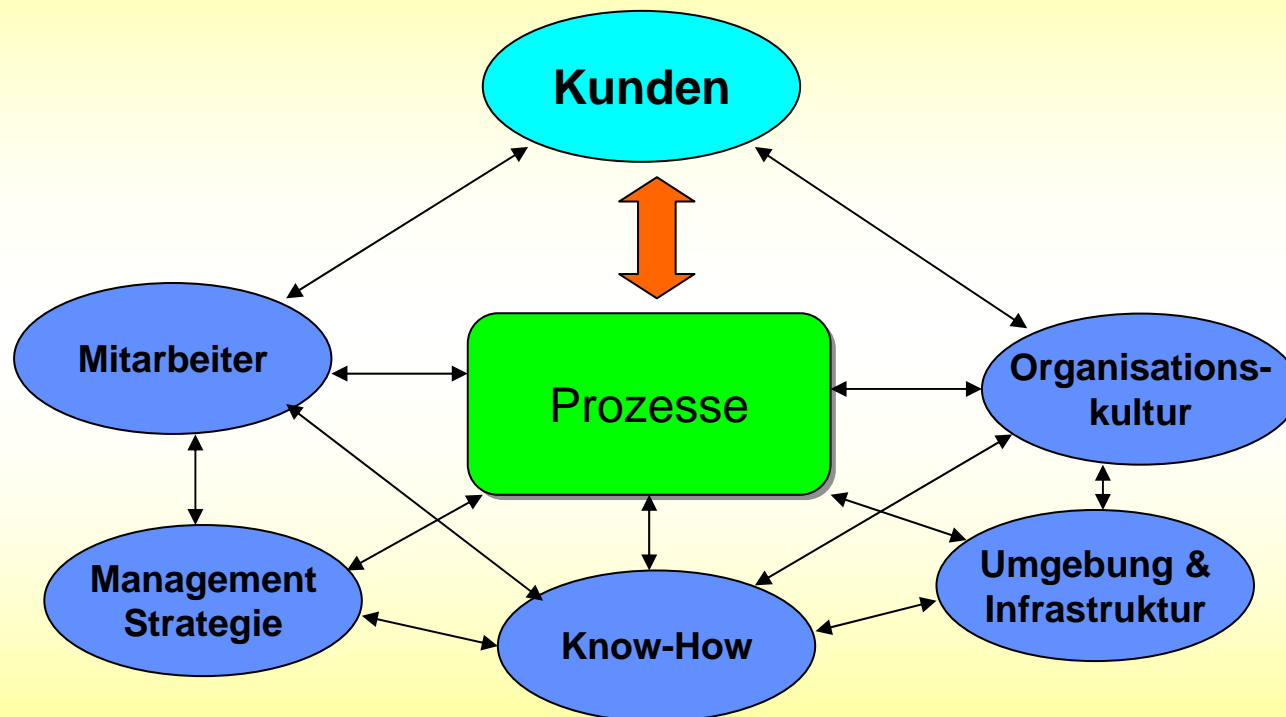 Kunden
Mitarbeiter
Prozesse
Organisations-
kultur
Management
Strategie
Know-How
Umgebung &
Infrastruktur